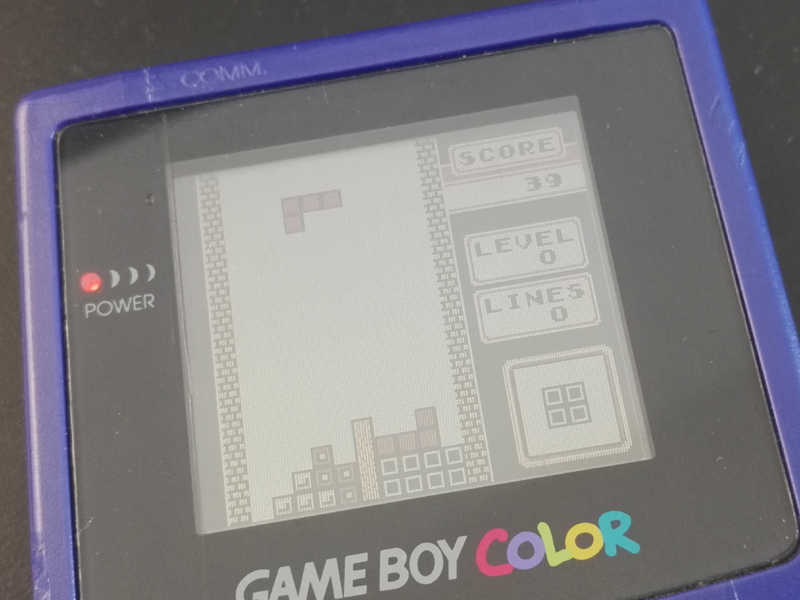 COMM.
SCORE
39
LEVEL
0
LINES
0
POWER
GAME BOY COLOR